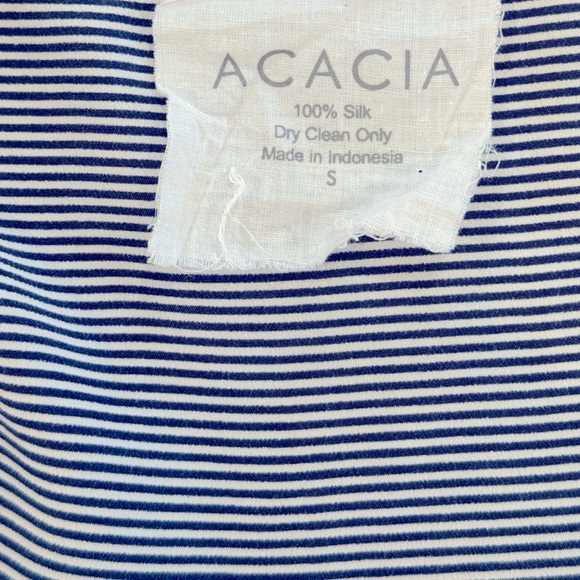 ACACIA
100% Silk
Dry Clean Only
Made in Indonesia
S